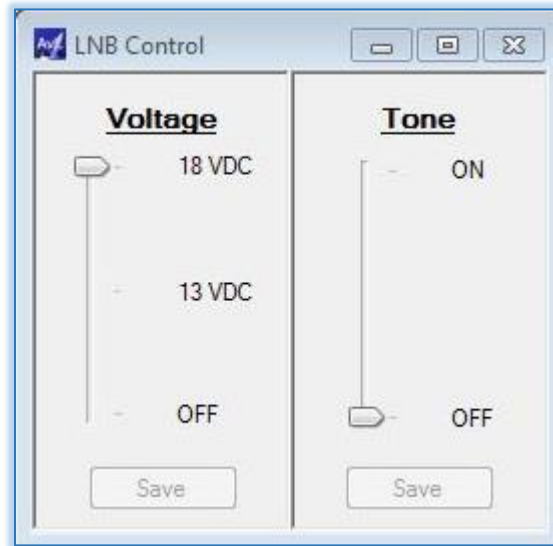 LNB Control
Voltage
18 VDC
13 VDC
OFF
Save
Tone
ON
OFF
Save